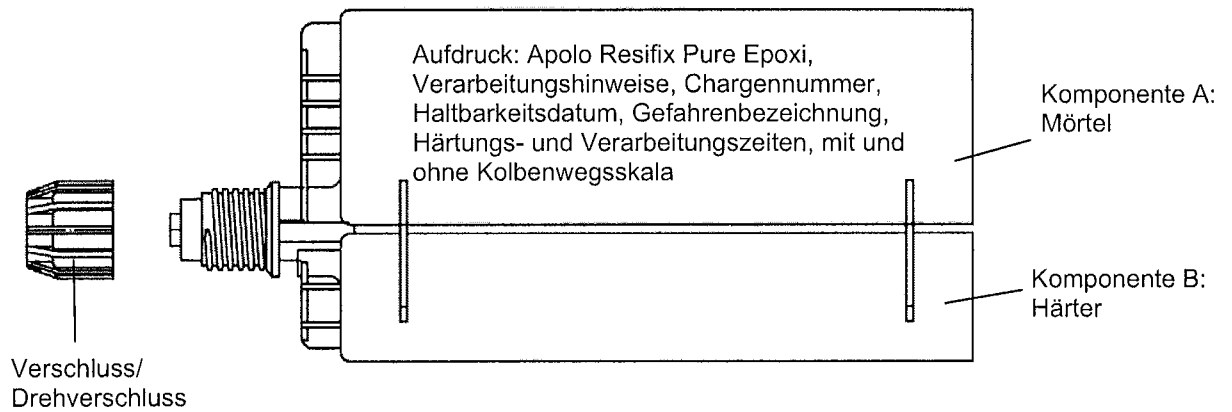 Aufdruck: Apolo Resifix Pure Epoxi,
Verarbeitungshinweise, Chargennummer,
Haltbarkeitsdatum, Gefahrenbezeichnung,
Härtungs- und Verarbeitungszeiten, mit und
ohne Kolbenwegsskala
Komponente A:
Mörtel
Komponente B:
Härter
Verschluss/
Drehverschluss